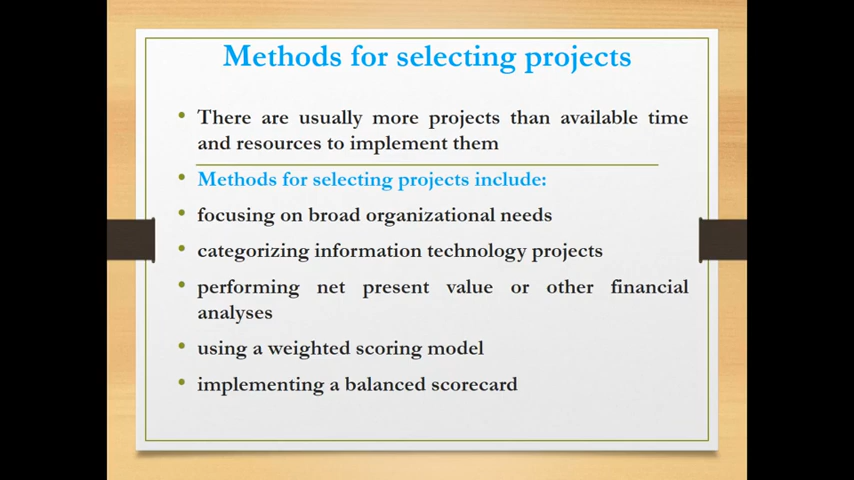 Methods for selecting projects
• There are usually more projects than available time
and resources to implement them
• Methods for selecting projects include:
• focusing on broad organizational needs
• categorizing information technology projects
• performing net present value or other financial
analyses
• using a weighted scoring model
• implementing a balanced scorecard